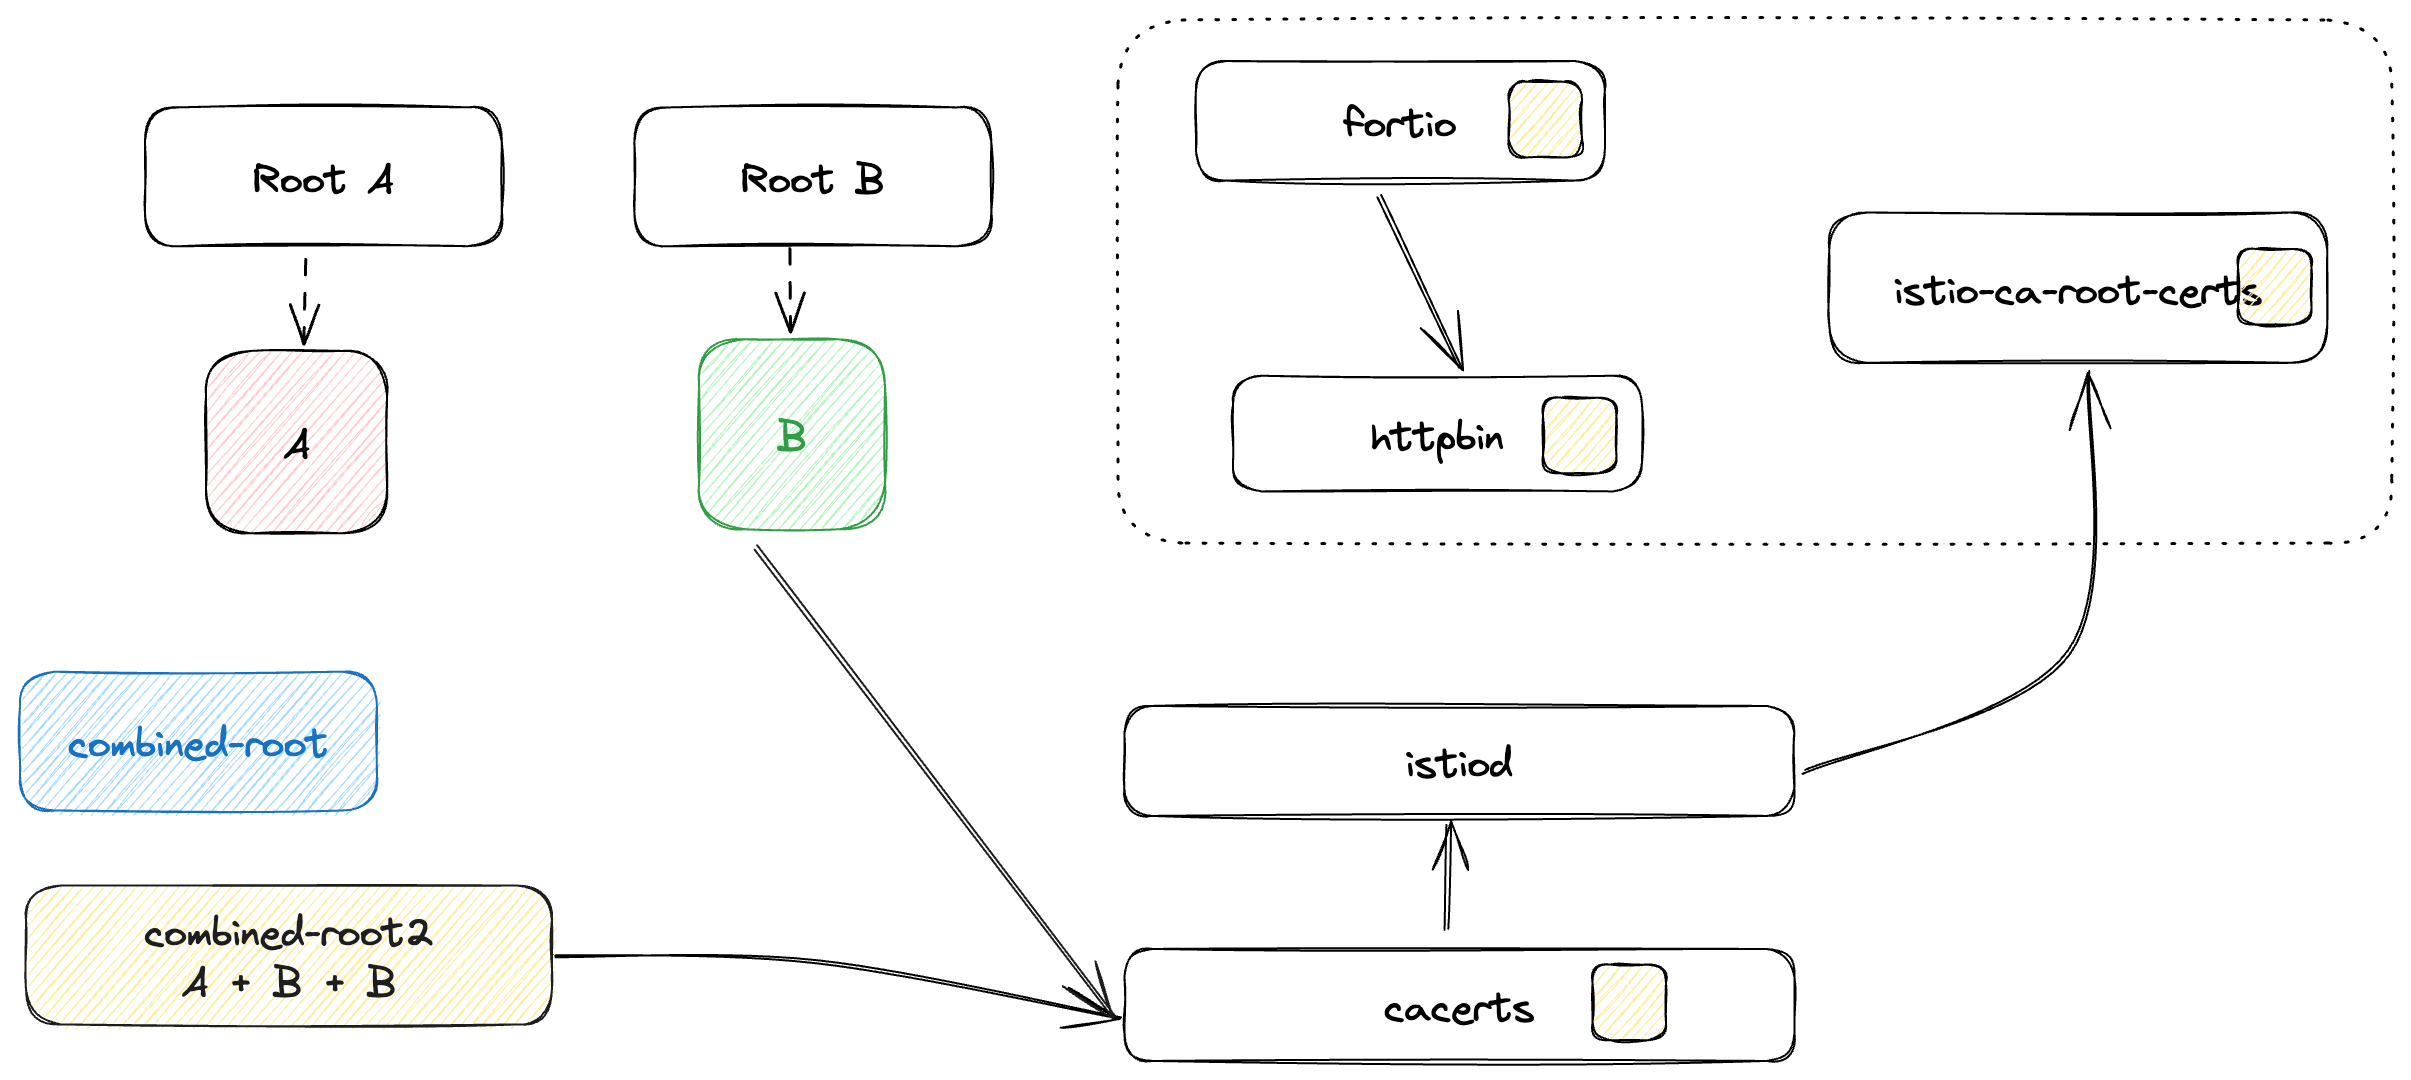 Root A
Root B
fortio
istio-ca-root-certs
A
B
httpbin
combined-root
istiod
combined-root2
A + B + B
cacerts